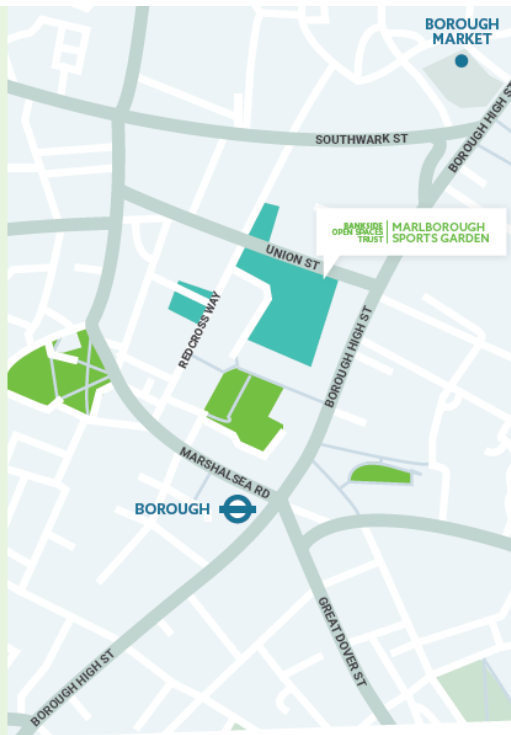 BOROUGH
MARKET
BOROUGH HIGH ST
SOUTHWARK ST
BANKSIDE
OPEN SPACES
TRUST
MARLBOROUGH
SPORTS GARDEN
UNION ST
REDCROSS WAY
BOROUGH HIGH ST
MARSHALSEA RD
BOROUGH
GREAT DOVER ST
BOROUGH HIGH ST